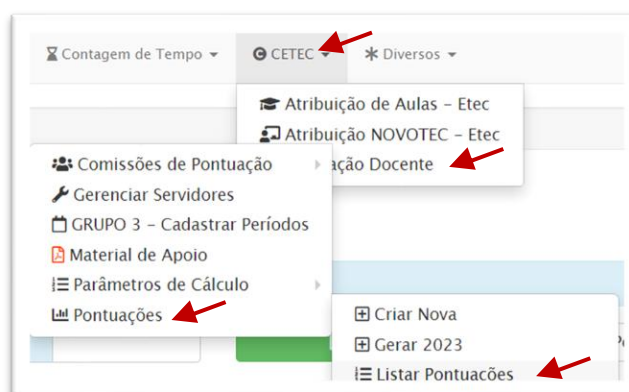 Contagem de Tempo
CETEC
Diversos
Atribuição de Aulas – Etec
Atribuição NOVOTEC – Etec
ação Docente
Comissões de Pontuação
Gerenciar Servidores
GRUPO 3 – Cadastrar Períodos
Material de Apoio
Parâmetros de Cálculo
Pontuações
Criar Nova
Gerar 2023
Listar Pontuações